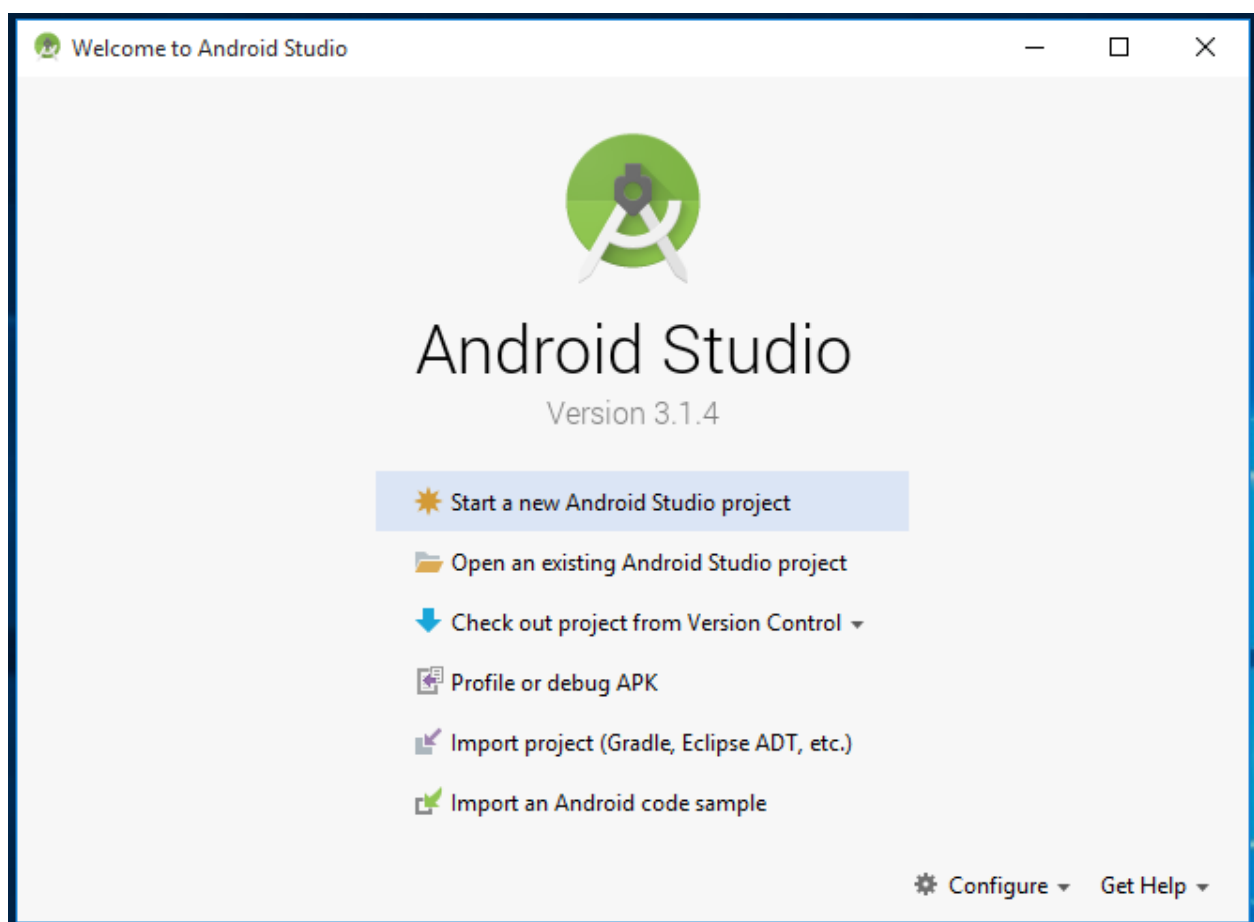 Welcome to Android Studio
Android Studio
Version 3.1.4
Start a new Android Studio project
Open an existing Android Studio project
Check out project from Version Control
Profile or debug APK
Import project (Gradle, Eclipse ADT, etc.)
Import an Android code sample
Configure Get Help